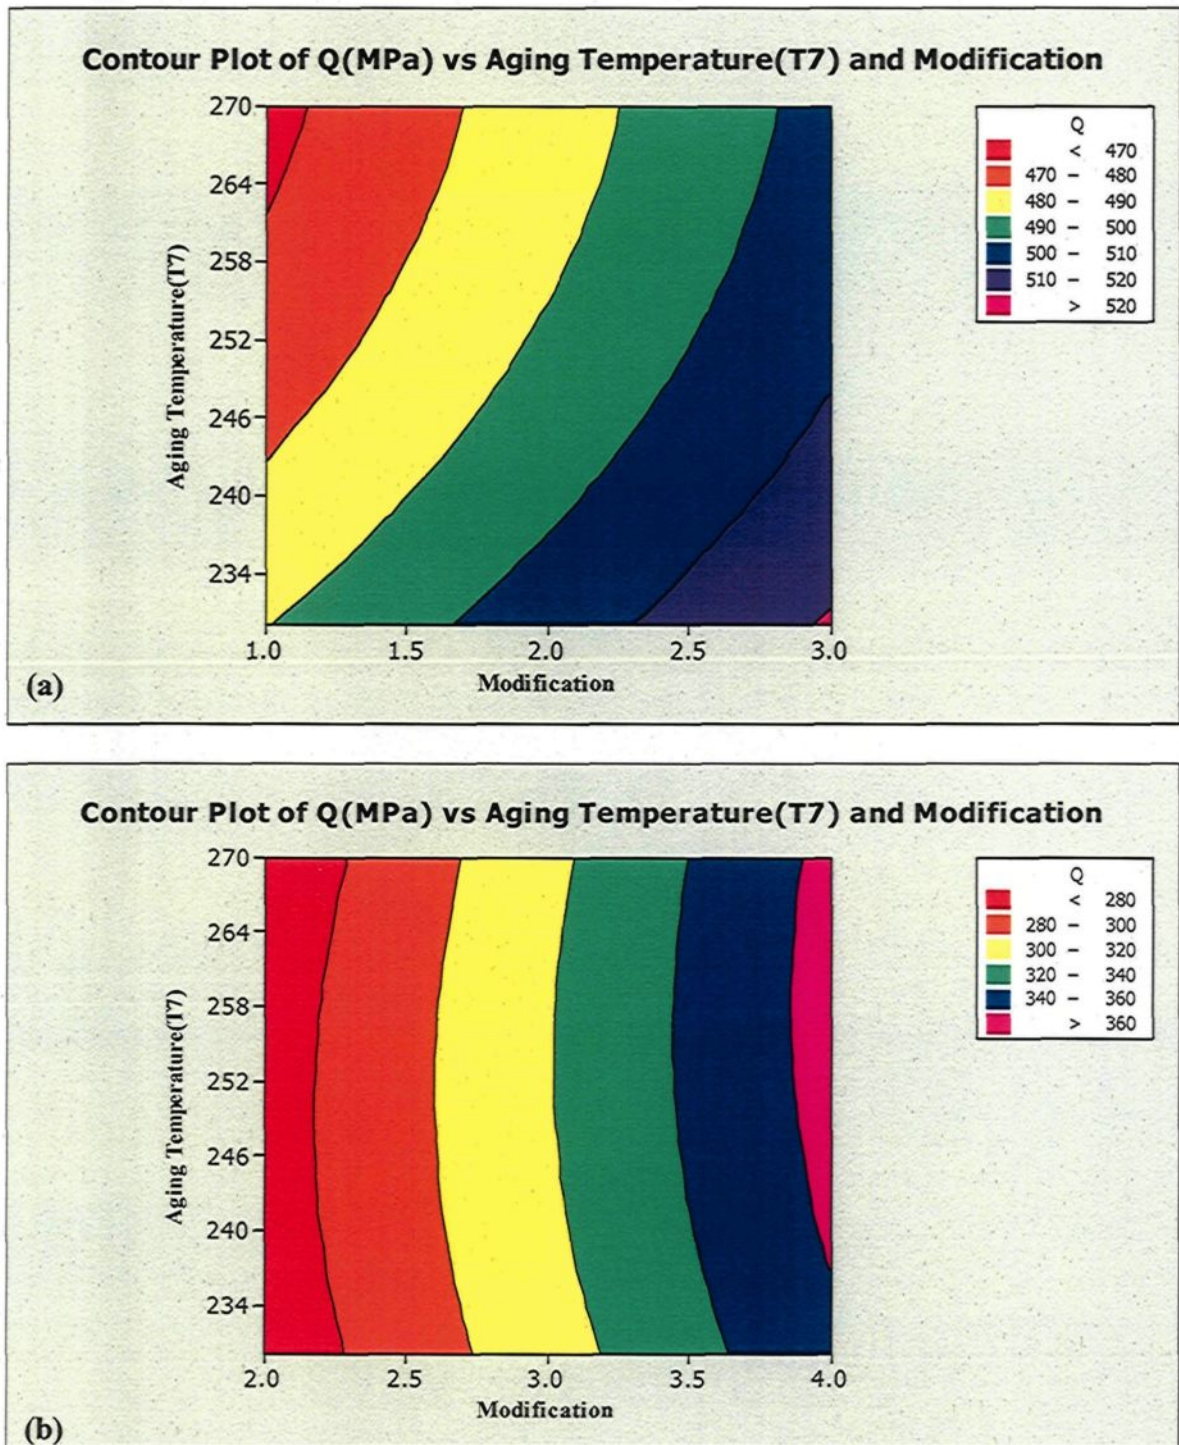 Contour Plot of Q(MPa) vs Aging Temperature(T7) and Modification
270
264
258
252
246
240
234
Aging Temperature(T7)
1.0 1.5 2.0 2.5 3.0
Modification
Q
< 470
470 – 480
480 – 490
490 – 500
500 – 510
510 – 520
> 520
(a)
Contour Plot of Q(MPa) vs Aging Temperature(T7) and Modification
270
264
258
252
246
240
234
Aging Temperature(T7)
2.0 2.5 3.0 3.5 4.0
Modification
Q
< 280
280 – 300
300 – 320
320 – 340
340 – 360
> 360
(b)